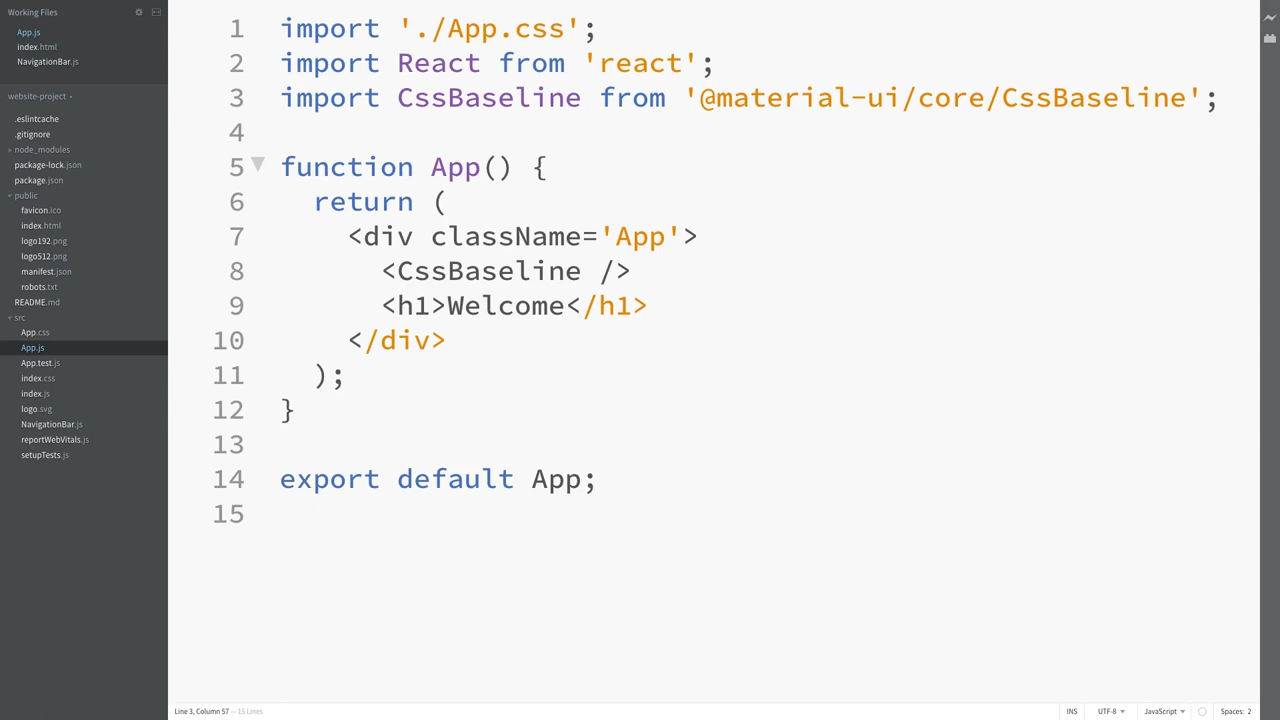 Working Files
App.js
index.html
NavigationBar.js
website-project
.eslintcache
.gitignore
node_modules
package-lock.json
package.json
public
favicon.ico
index.html
logo192.png
logo512.png
manifest.json
robots.txt
README.md
src
App.css
App.js
App.test.js
index.css
index.js
logo.svg
NavigationBar.js
reportWebVitals.js
setupTests.js
1 import './App.css';
2 import React from 'react';
3 import CssBaseline from '@material-ui/core/CssBaseline';
4
5 function App() {
6   return (
7     <div className='App'>
8       <CssBaseline />
9       <h1>Welcome</h1>
10     </div>
11   );
12 }
13
14 export default App;
15
Line 3, Column 57 — 15 Lines
INS UTF-8 JavaScript Spaces: 2